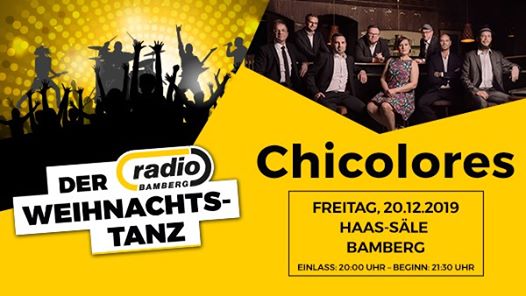 DER
radio
BAMBERG
WEIHNACHTS-
TANZ
Chicolores
FREITAG, 20.12.2019
HAAS-SÄLE
BAMBERG
EINLASS: 20:00 UHR – BEGINN: 21:30 UHR